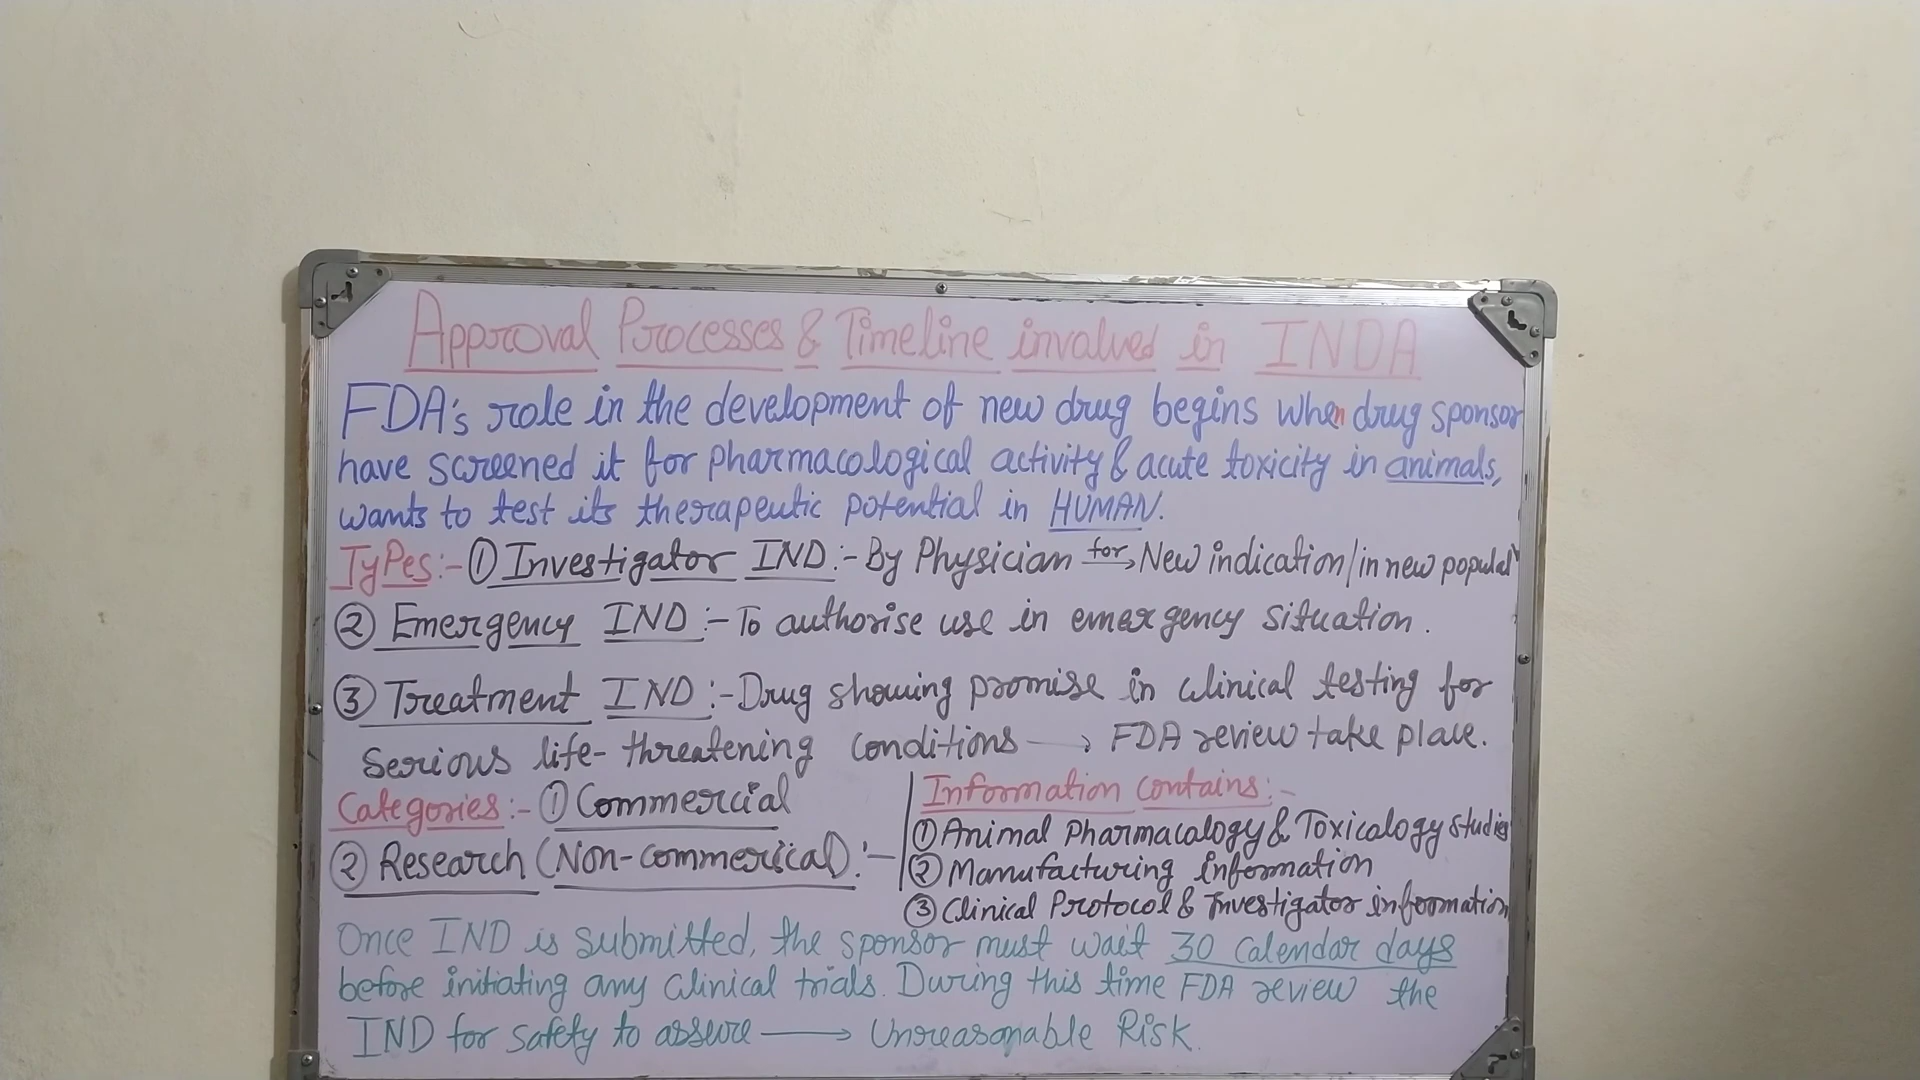 Approval Processes & Timeline involved in INDA
FDA's role in the development of new drug begins when drug sponsor
have screened it for pharmacological activity & acute toxicity in animals,
wants to test its therapeutic potential in HUMAN.
Types:- ① Investigator IND:- By Physician for → New indication/in new populatn
② Emergency IND:- To authorise use in emergency situation.
③ Treatment IND:- Drug showing promise in clinical testing for
serious life-threatening conditions → FDA review take place.
Categories:- ① Commercial
② Research (Non-commerical):-
Information contains:-
① Animal Pharmacology & Toxicology studies
② Manufacturing information
③ Clinical Protocol & Investigator information
Once IND is submitted, the sponsor must wait 30 calendar days
before initiating any clinical trials. During this time FDA review the
IND for safety to assure → Unreasonable Risk.